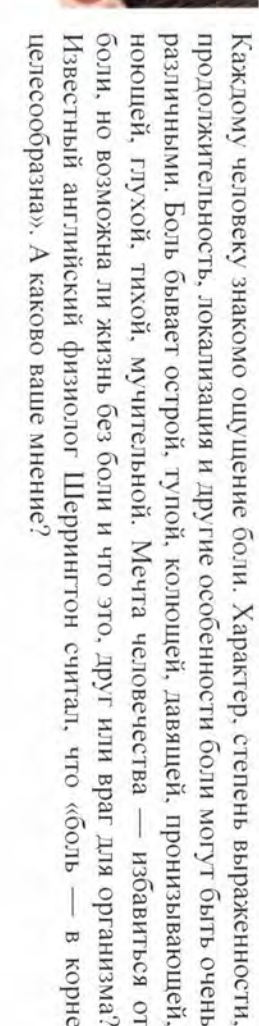 Каждому человеку знакомо ощущение боли. Характер, степень выраженности,
продолжительность, локализация и другие особенности боли могут быть очень
различными. Боль бывает острой, тупой, колющей, давящей, пронизывающей,
ноющей, глухой, тихой, мучительной. Мечта человечества — избавиться от
боли, но возможна ли жизнь без боли и что это, друг или враг для организма?
Известный английский физиолог Шеррингтон считал, что «боль — в корне
целесообразна». А каково ваше мнение?